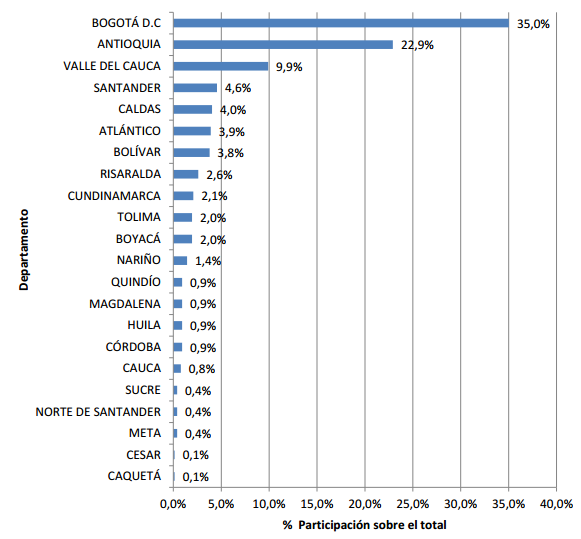 BOGOTÁ D.C 35,0%
ANTIOQUIA 22,9%
VALLE DEL CAUCA 9,9%
SANTANDER 4,6%
CALDAS 4,0%
ATLÁNTICO 3,9%
BOLÍVAR 3,8%
RISARALDA 2,6%
CUNDINAMARCA 2,1%
TOLIMA 2,0%
BOYACÁ 2,0%
NARIÑO 1,4%
QUINDÍO 0,9%
MAGDALENA 0,9%
HUILA 0,9%
CÓRDOBA 0,9%
CAUCA 0,8%
SUCRE 0,4%
NORTE DE SANTANDER 0,4%
META 0,4%
CESAR 0,1%
CAQUETÁ 0,1%
Departamento
0,0% 5,0% 10,0% 15,0% 20,0% 25,0% 30,0% 35,0% 40,0%
% Participación sobre el total